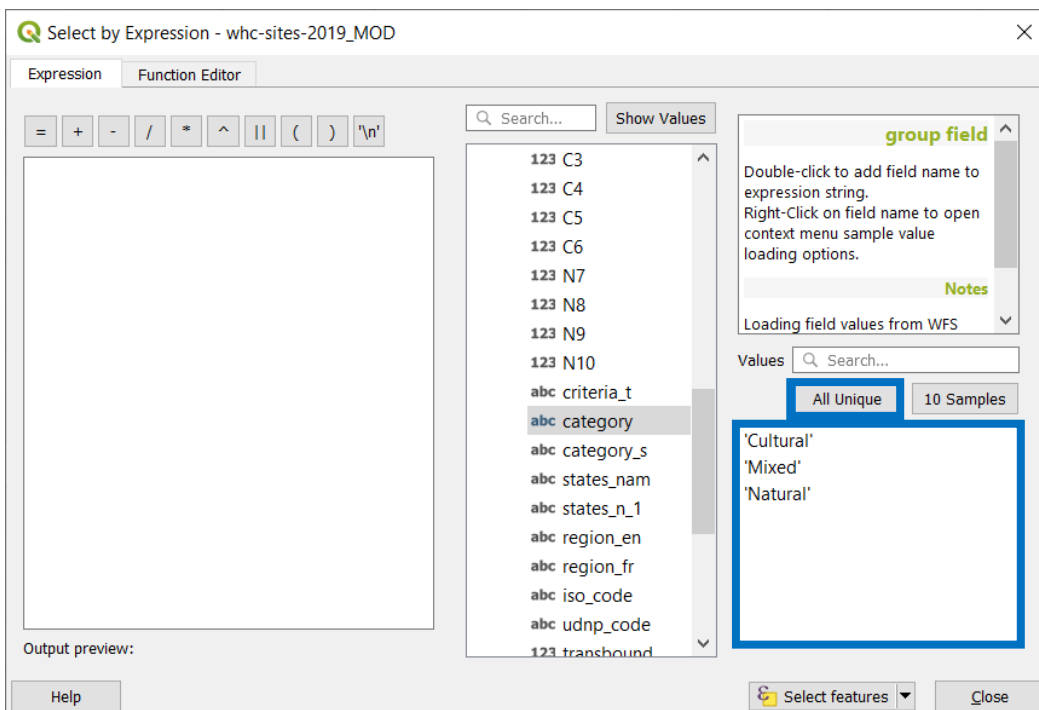 Select by Expression - whc-sites-2019_MOD
Expression
Function Editor
= + - / * ^ || ( ) '\n'
Search...
Show Values
123 C3
123 C4
123 C5
123 C6
123 N7
123 N8
123 N9
123 N10
abc criteria_t
abc category
abc category_s
abc states_nam
abc states_n_1
abc region_en
abc region_fr
abc iso_code
abc udnp_code
123 transbound
group field
Double-click to add field name to
expression string.
Right-Click on field name to open
context menu sample value
loading options.
Notes
Loading field values from WFS
Values
Search...
All Unique
10 Samples
'Cultural'
'Mixed'
'Natural'
Output preview:
Help
Select features
Close